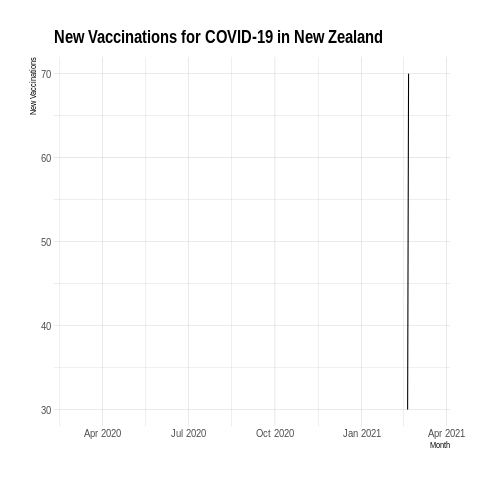 New Vaccinations for COVID-19 in New Zealand
New Vaccinations
70
60
50
40
30
Apr 2020 Jul 2020 Oct 2020 Jan 2021 Apr 2021
Month